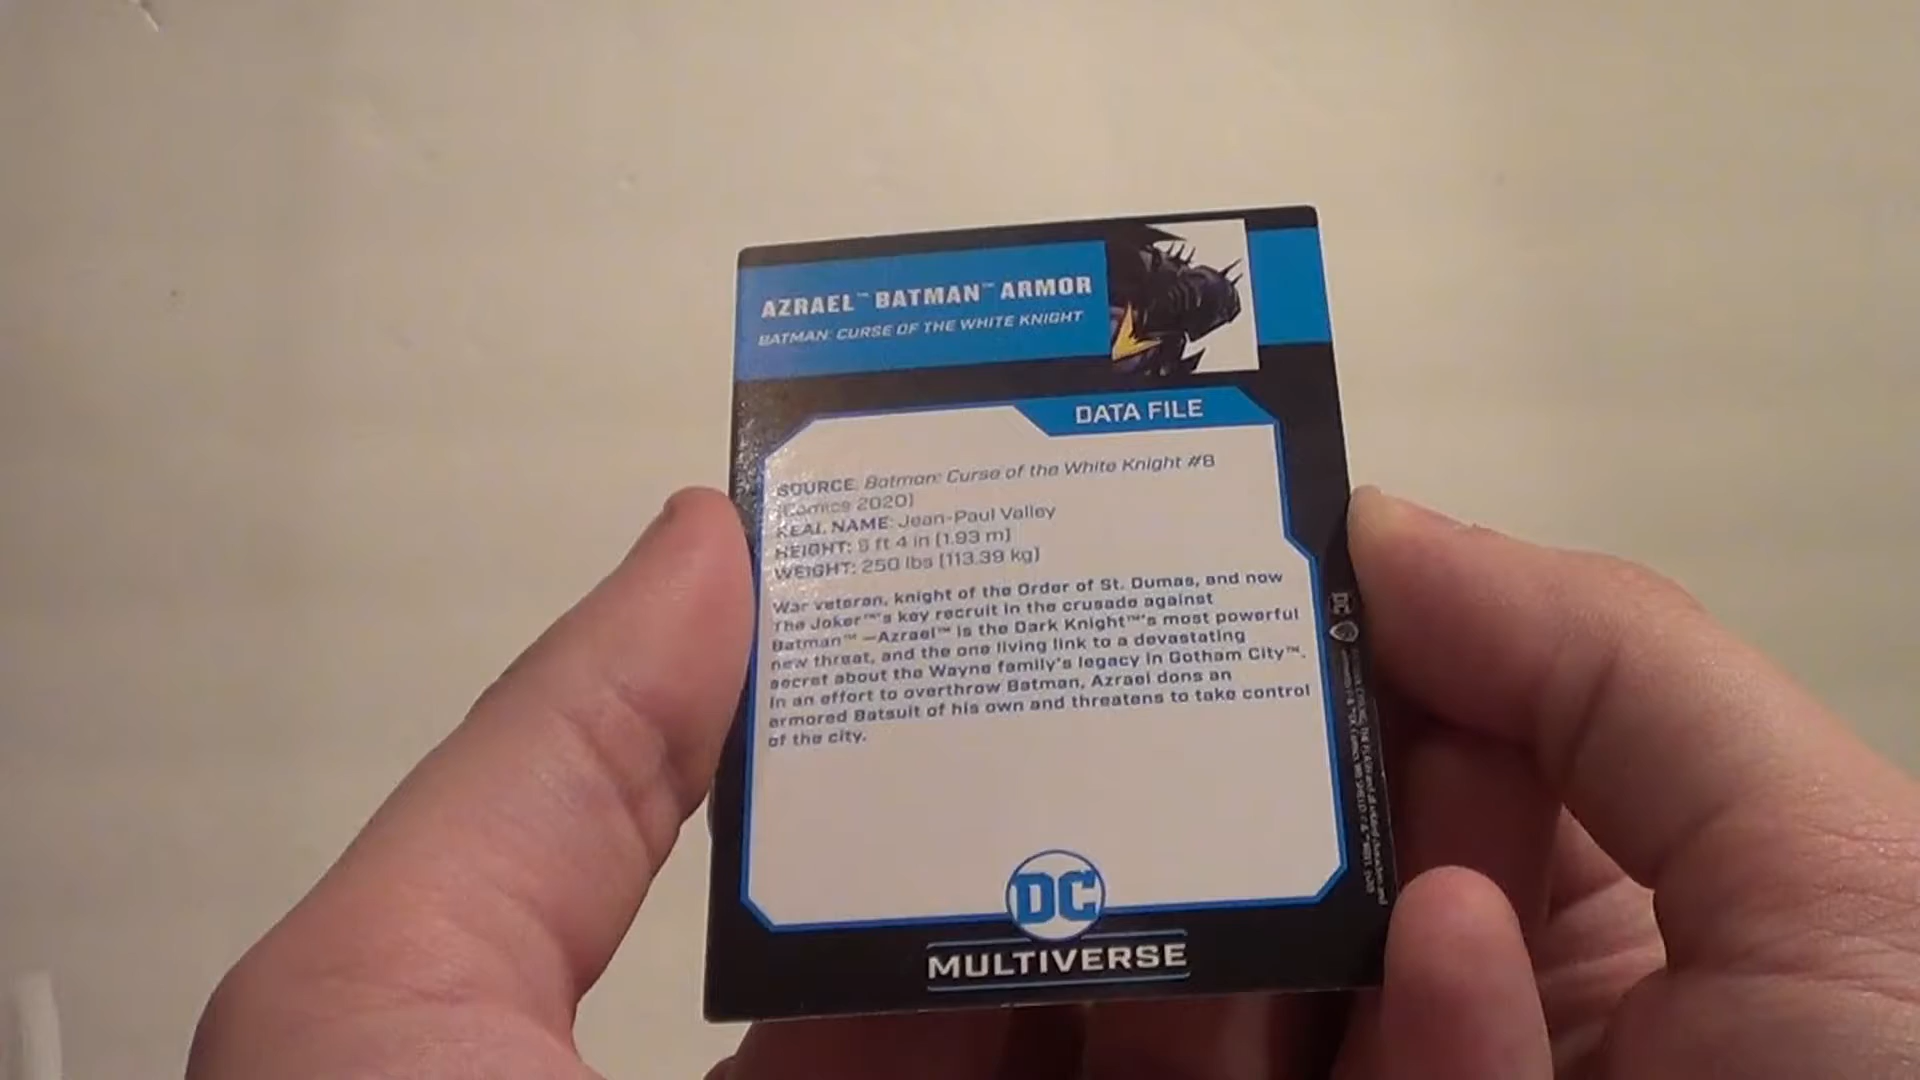 AZRAEL™ BATMAN™ ARMOR
BATMAN: CURSE OF THE WHITE KNIGHT
DATA FILE
SOURCE: Batman: Curse of the White Knight #8
(Comics 2020)
REAL NAME: Jean-Paul Valley
HEIGHT: 6 ft 4 in (1.93 m)
WEIGHT: 250 lbs (113.39 kg)
War veteran, knight of the Order of St. Dumas, and now
The Joker™'s key recruit in the crusade against
Batman™—Azrael™ is the Dark Knight™'s most powerful
new threat, and the one living link to a devastating
secret about the Wayne family's legacy in Gotham City™.
In an effort to overthrow Batman, Azrael dons an
armored Batsuit of his own and threatens to take control
of the city.
DC
MULTIVERSE
DC